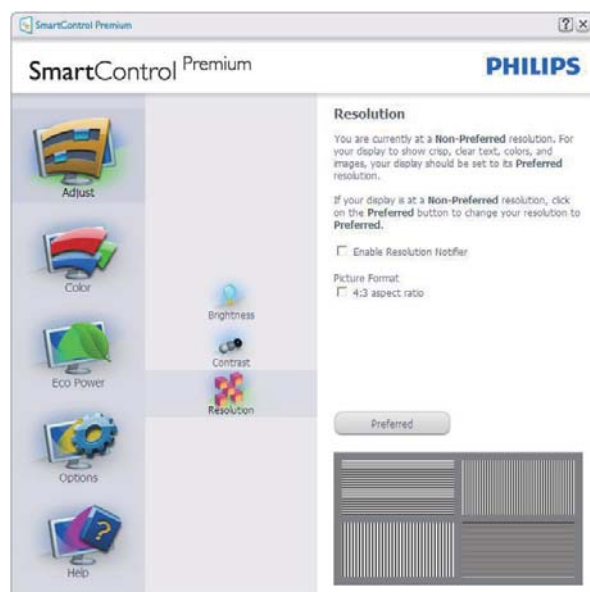 SmartControl Premium
SmartControl Premium
PHILIPS
Adjust
Color
Eco Power
Options
Help
Brightness
Contrast
Resolution
Resolution
You are currently at a Non-Preferred resolution. For
your display to show crisp, clear text, colors, and
images, your display should be set to its Preferred
resolution.
If your display is at a Non-Preferred resolution, click
on the Preferred button to change your resolution to
Preferred.
Enable Resolution Notifier
Picture Format
4:3 aspect ratio
Preferred